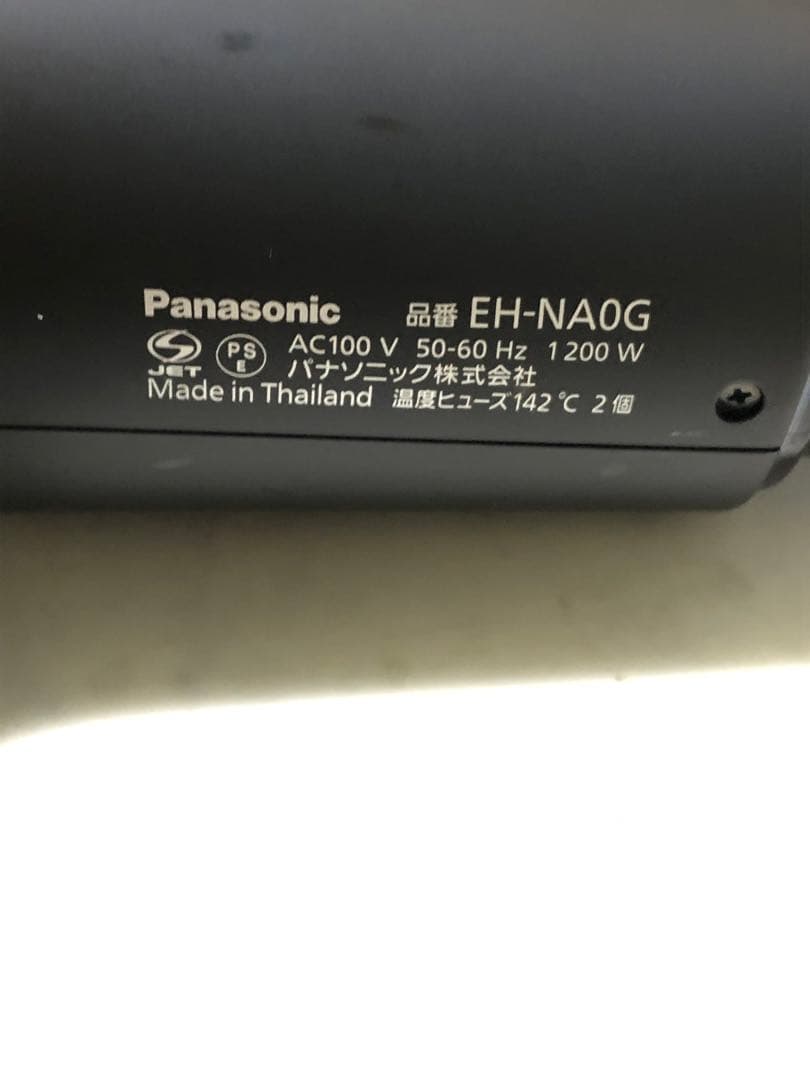 Panasonic 品番 EH-NA0G
JET PSE AC100 V 50-60 Hz 1200 W
パナソニック株式会社
Made in Thailand 温度ヒューズ142℃ 2個